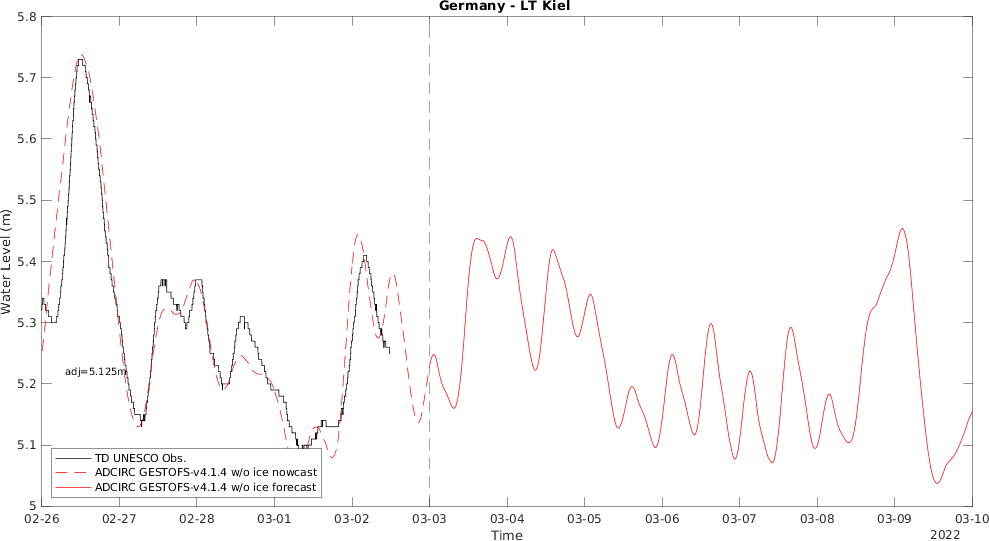 Germany - LT Kiel
5.8
5.7
5.6
5.5
5.4
5.3
5.2
5.1
5
Water Level (m)
adj=5.125m
TD UNESCO Obs.
ADCIRC GESTOFS-v4.1.4 w/o ice nowcast
ADCIRC GESTOFS-v4.1.4 w/o ice forecast
02-26 02-27 02-28 03-01 03-02 03-03 03-04 03-05 03-06 03-07 03-08 03-09 03-10
Time
2022